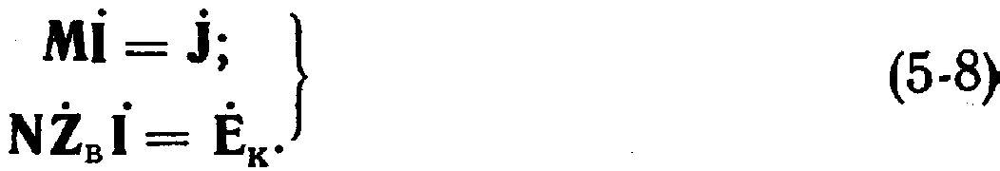 Mİ = J̇;
NŻ_в İ = Ė_к.
(5-8)